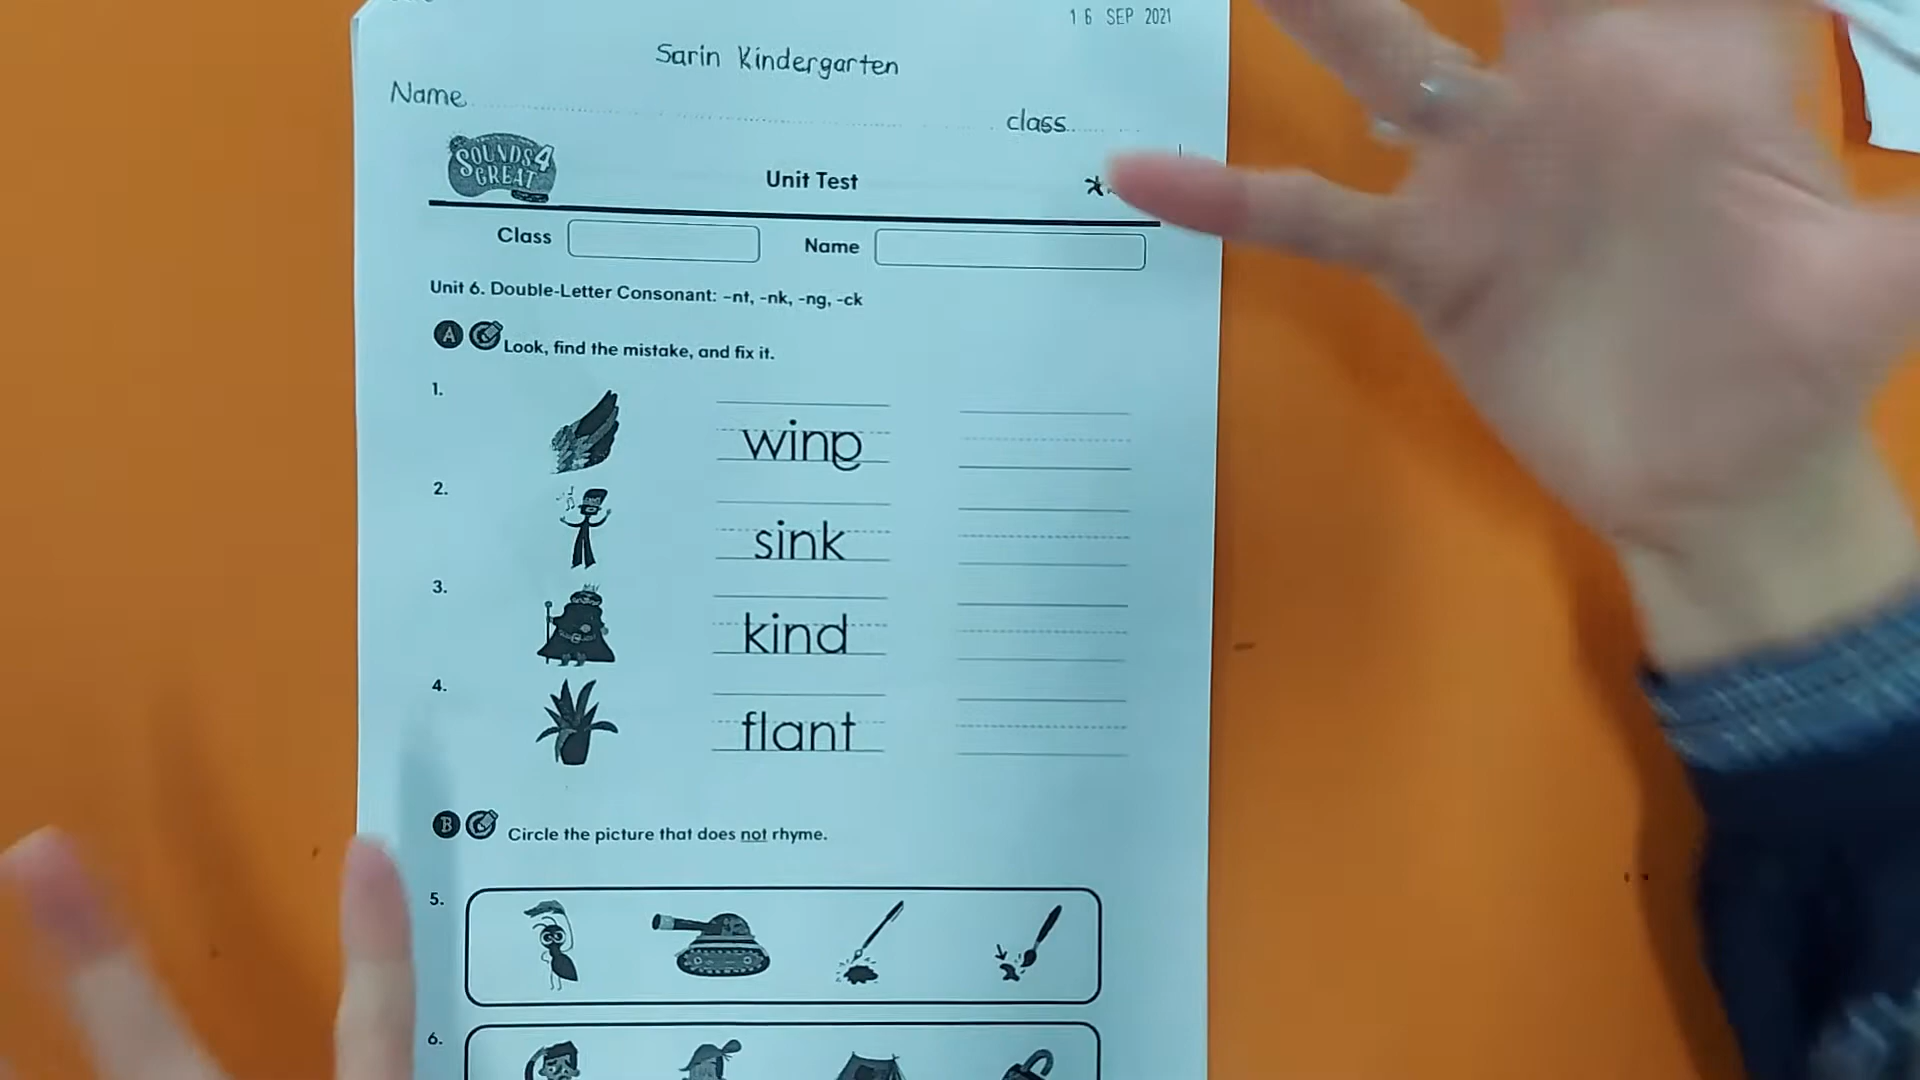 16 SEP 2021
Sarin Kindergarten
Name
class
SOUNDS GREAT 4
Unit Test
Class
Name
Unit 6. Double-Letter Consonant: -nt, -nk, -ng, -ck
A Look, find the mistake, and fix it.
1.
winp
2.
sink
3.
kind
4.
flant
B Circle the picture that does not rhyme.
5.
6.